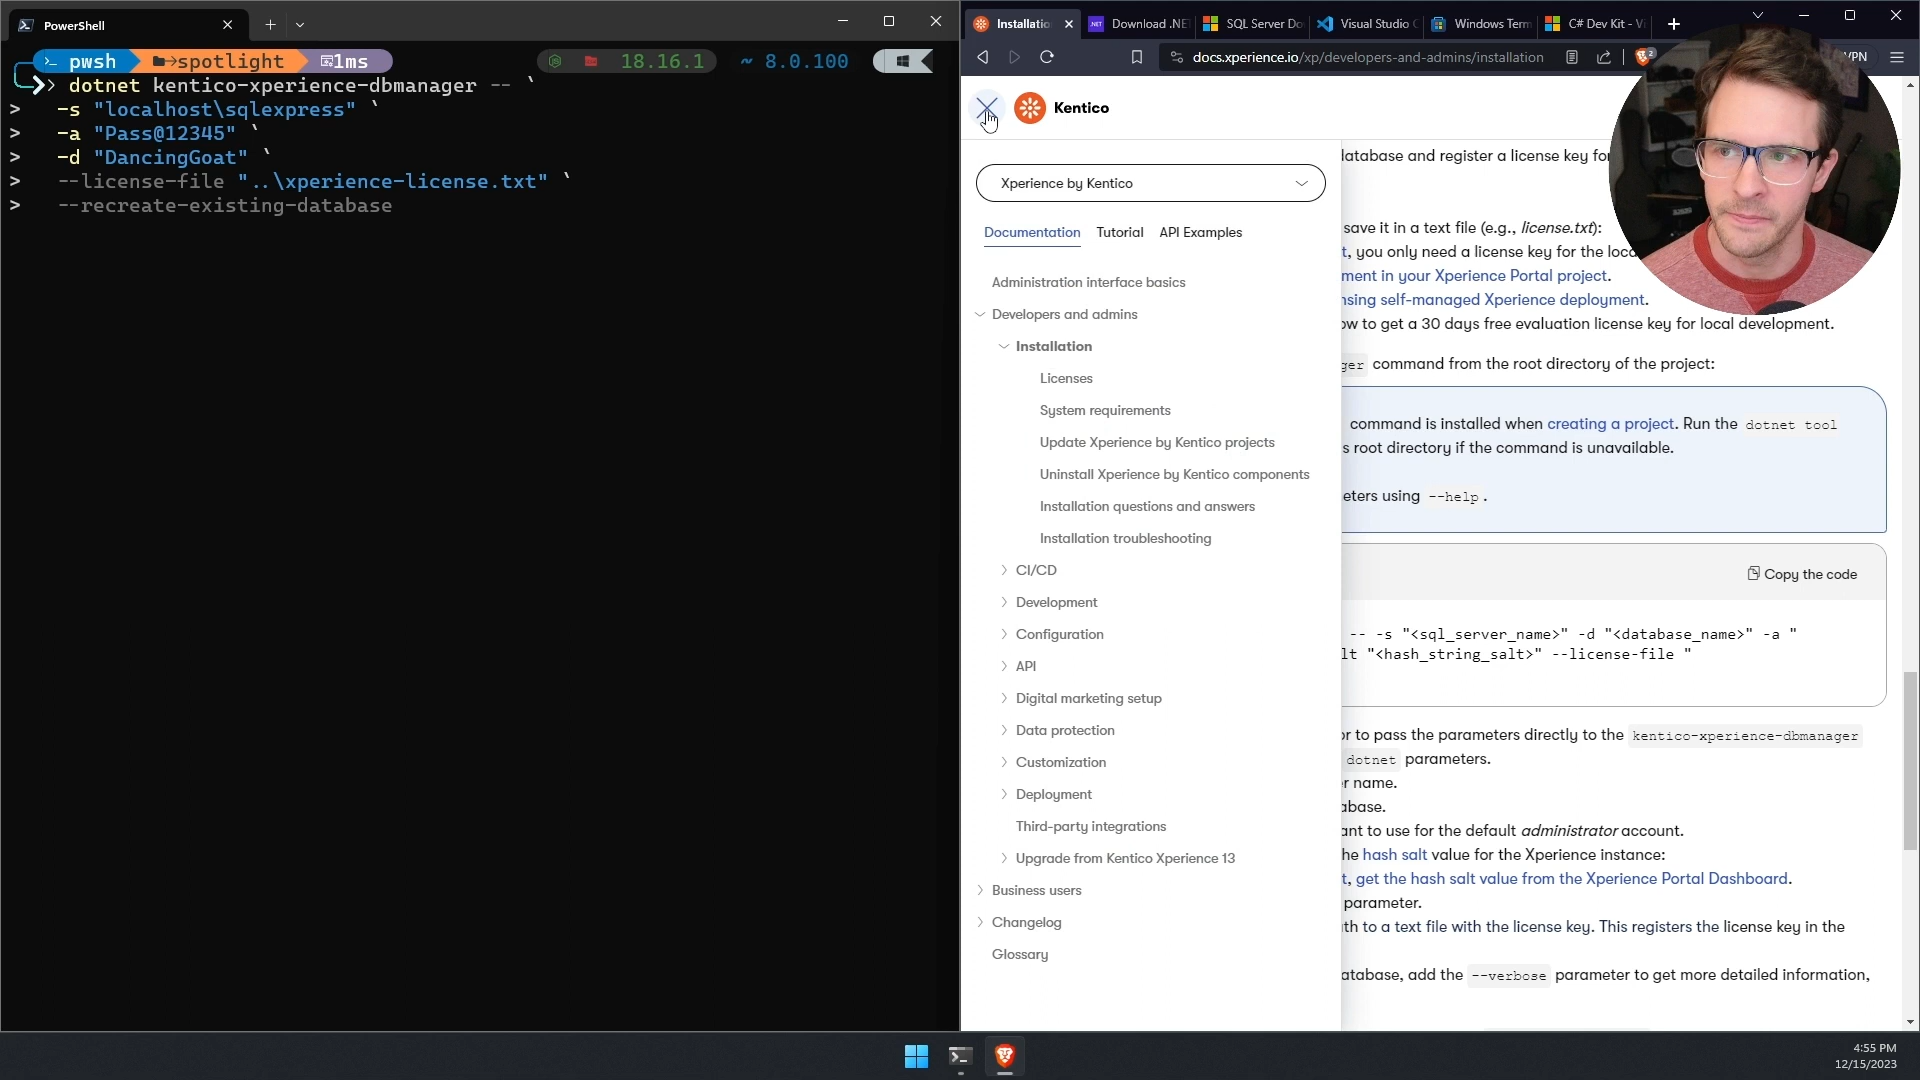 PowerShell
pwsh
spotlight
1ms
18.16.1
8.0.100
dotnet kentico-xperience-dbmanager -- `
> -s "localhost\sqlexpress" `
> -a "Pass@12345" `
> -d "DancingGoat" `
> --license-file "..\xperience-license.txt" `
> --recreate-existing-database
Installatio
Download .NE
SQL Server Do
Visual Studio C
Windows Term
C# Dev Kit - Vi
docs.xperience.io/xp/developers-and-admins/installation
2
VPN
Kentico
Xperience by Kentico
Documentation
Tutorial
API Examples
Administration interface basics
Developers and admins
Installation
Licenses
System requirements
Update Xperience by Kentico projects
Uninstall Xperience by Kentico components
Installation questions and answers
Installation troubleshooting
CI/CD
Development
Configuration
API
Digital marketing setup
Data protection
Customization
Deployment
Third-party integrations
Upgrade from Kentico Xperience 13
Business users
Changelog
Glossary
database and register a license key for
save it in a text file (e.g., license.txt):
t, you only need a license key for the loca
ment in your Xperience Portal project.
nsing self-managed Xperience deployment.
ow to get a 30 days free evaluation license key for local development.
ger command from the root directory of the project:
command is installed when creating a project. Run the dotnet tool
s root directory if the command is unavailable.
eters using --help.
Copy the code
-- -s "<sql_server_name>" -d "<database_name>" -a "
lt "<hash_string_salt>" --license-file "
or to pass the parameters directly to the kentico-xperience-dbmanager
dotnet parameters.
r name.
abase.
ant to use for the default administrator account.
he hash salt value for the Xperience instance:
t, get the hash salt value from the Xperience Portal Dashboard.
parameter.
th to a text file with the license key. This registers the license key in the
atabase, add the --verbose parameter to get more detailed information,
4:55 PM
12/15/2023